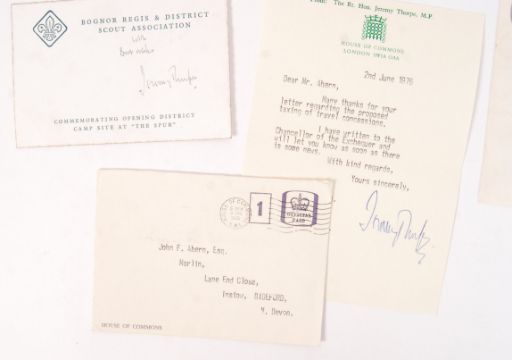 BOGNOR REGIS & DISTRICT
SCOUT ASSOCIATION
With
Best wishes
Jeremy Thorpe
COMMEMORATING OPENING DISTRICT
CAMP SITE AT "THE SPUR"
From: The Rt. Hon. Jeremy Thorpe, M.P.
HOUSE OF COMMONS
LONDON SW1A 0AA
2nd June 1976
Dear Mr. Ahern,
Many thanks for your
letter regarding the proposed
taxing of travel concessions.
I have written to the
Chancellor of the Exchequer and
will let you know as soon as there
is some news.
With kind regards,
Yours sincerely,
Jeremy Thorpe
HOUSE OF COMMONS
1
OFFICIAL
PAID
John F. Ahern, Esq.
Marlin,
Lane End Close,
Instow, BIDEFORD,
N. Devon.
HOUSE OF COMMONS